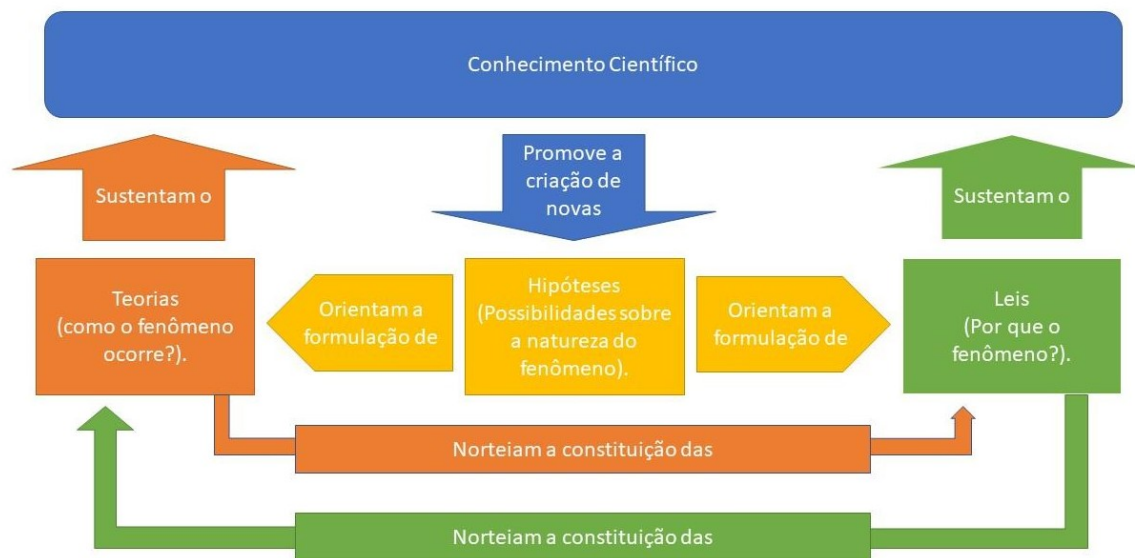 Conhecimento Científico
Sustentam o
Promove a
criação de
novas
Sustentam o
Teorias
(como o fenômeno
ocorre?).
Orientam a
formulação de
Hipóteses
(Possibilidades sobre
a natureza do
fenômeno).
Orientam a
formulação de
Leis
(Por que o
fenômeno?).
Norteiam a constituição das
Norteiam a constituição das